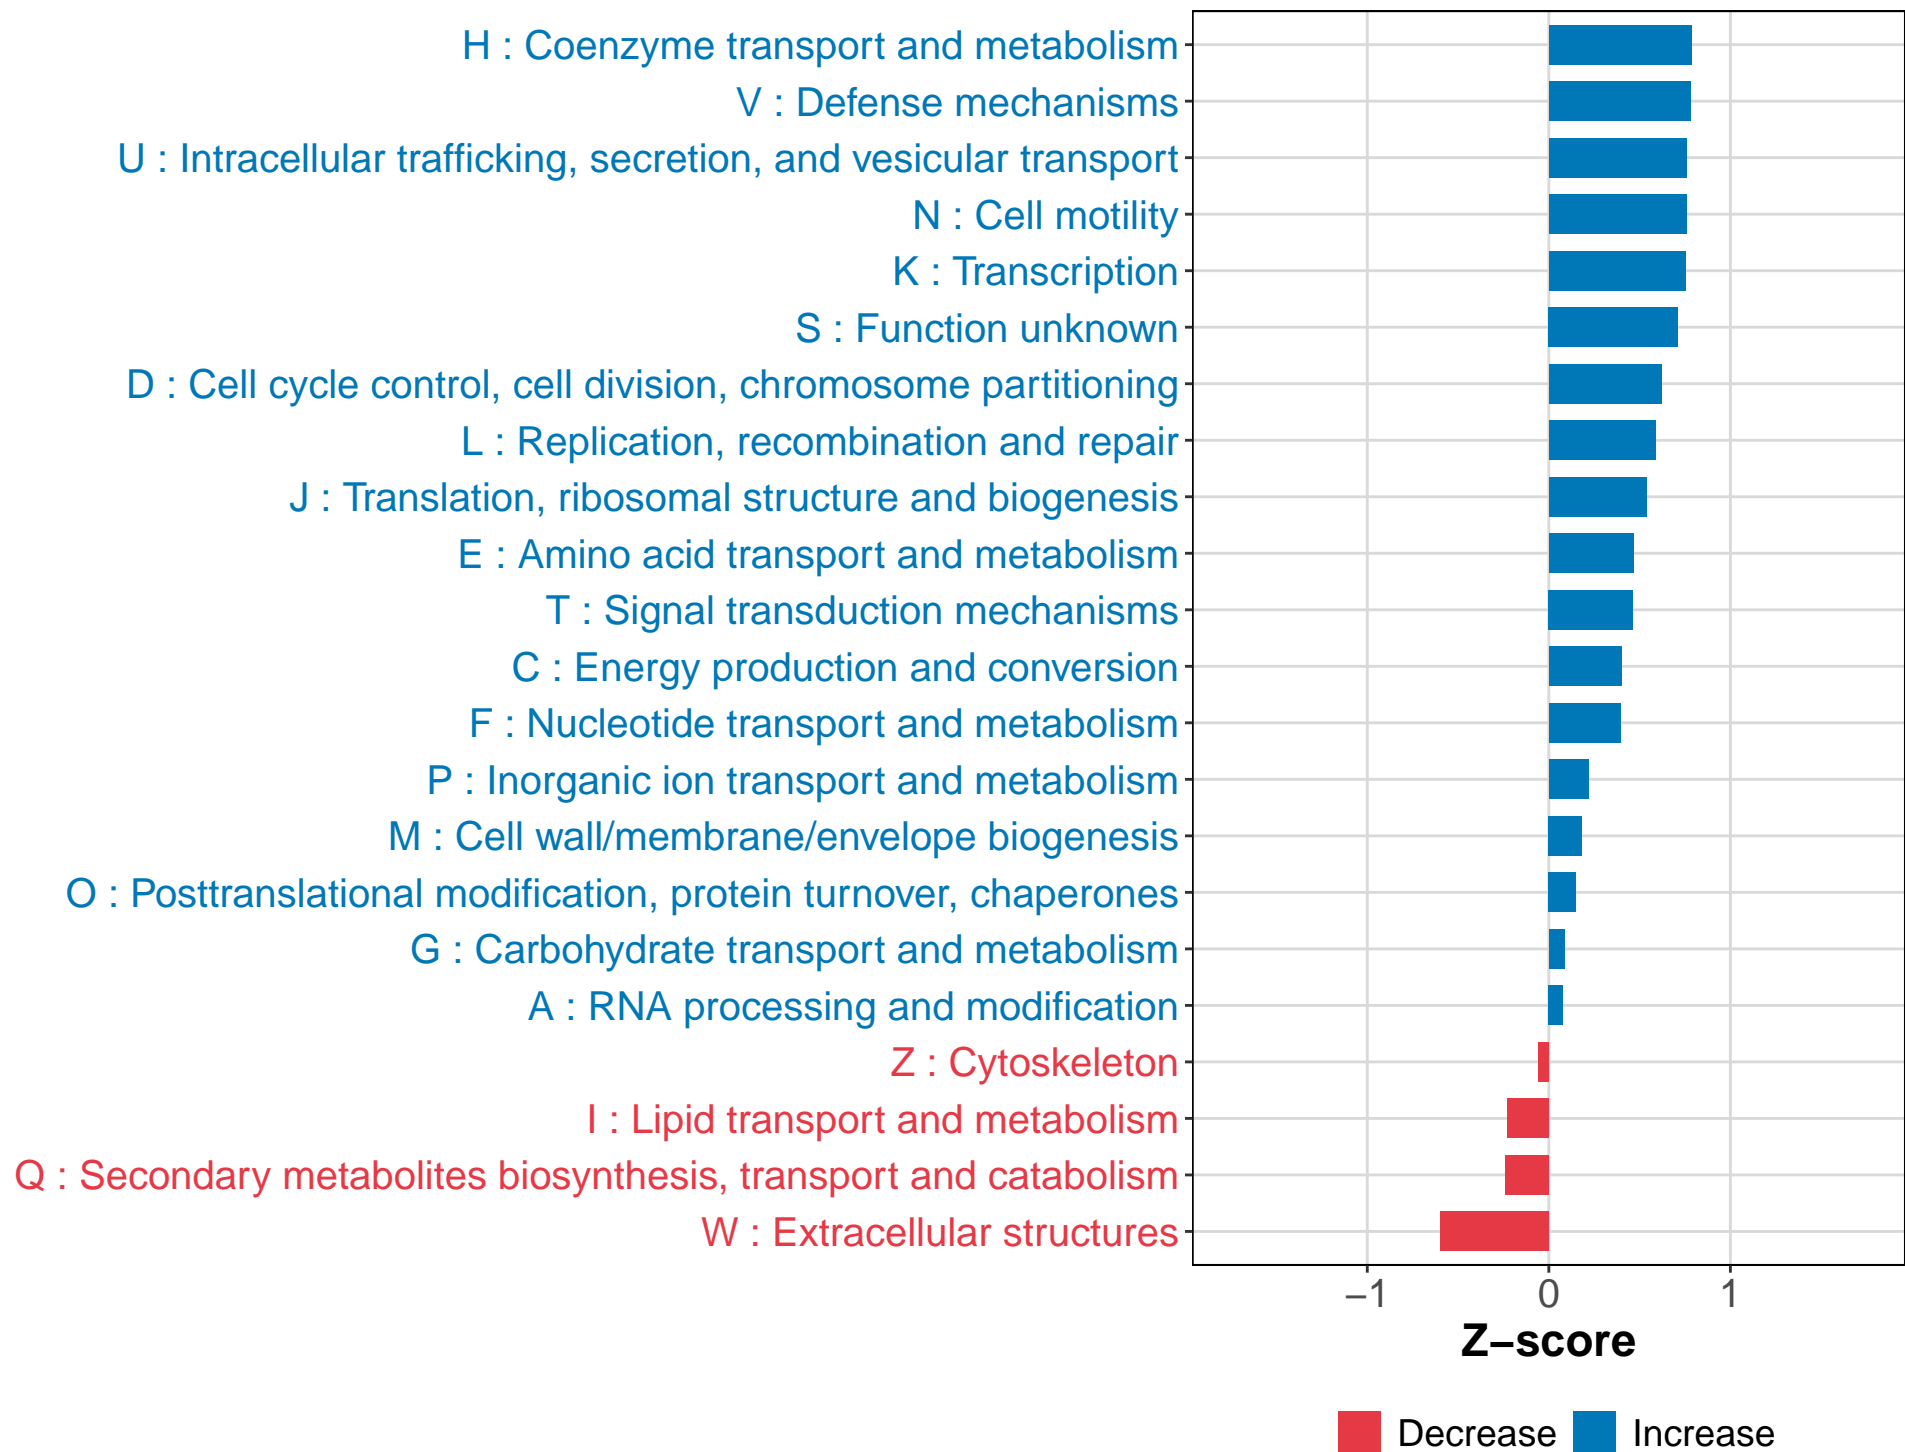 H : Coenzyme transport and metabolism
V : Defense mechanisms
U : Intracellular trafficking, secretion, and vesicular transport
N : Cell motility
K : Transcription
S : Function unknown
D : Cell cycle control, cell division, chromosome partitioning
L : Replication, recombination and repair
J : Translation, ribosomal structure and biogenesis
E : Amino acid transport and metabolism
T : Signal transduction mechanisms
C : Energy production and conversion
F : Nucleotide transport and metabolism
P : Inorganic ion transport and metabolism
M : Cell wall/membrane/envelope biogenesis
O : Posttranslational modification, protein turnover, chaperones
G : Carbohydrate transport and metabolism
A : RNA processing and modification
Z : Cytoskeleton
I : Lipid transport and metabolism
Q : Secondary metabolites biosynthesis, transport and catabolism
W : Extracellular structures
−1 0 1
Z−score
Decrease Increase